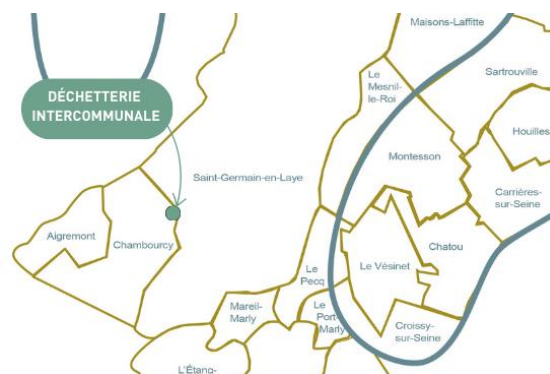 Maisons-Laffitte
Le
Mesnil-
le-Roi
Sartrouville
DÉCHETTERIE
INTERCOMMUNALE
Houilles
Montesson
Saint-Germain-en-Laye
Carrières-
sur-Seine
Aigremont
Chambourcy
Chatou
Le Vésinet
Le
Pecq
Mareil-
Marly
Le Port-
Marly
Croissy-
sur-Seine
L'Étang-